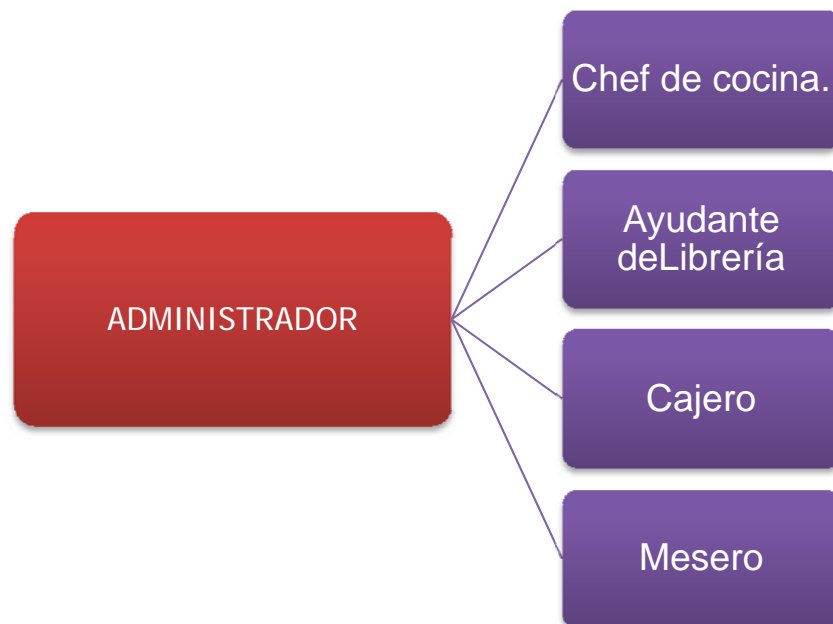 Chef de cocina.
Ayudante
deLibrería
ADMINISTRADOR
Cajero
Mesero